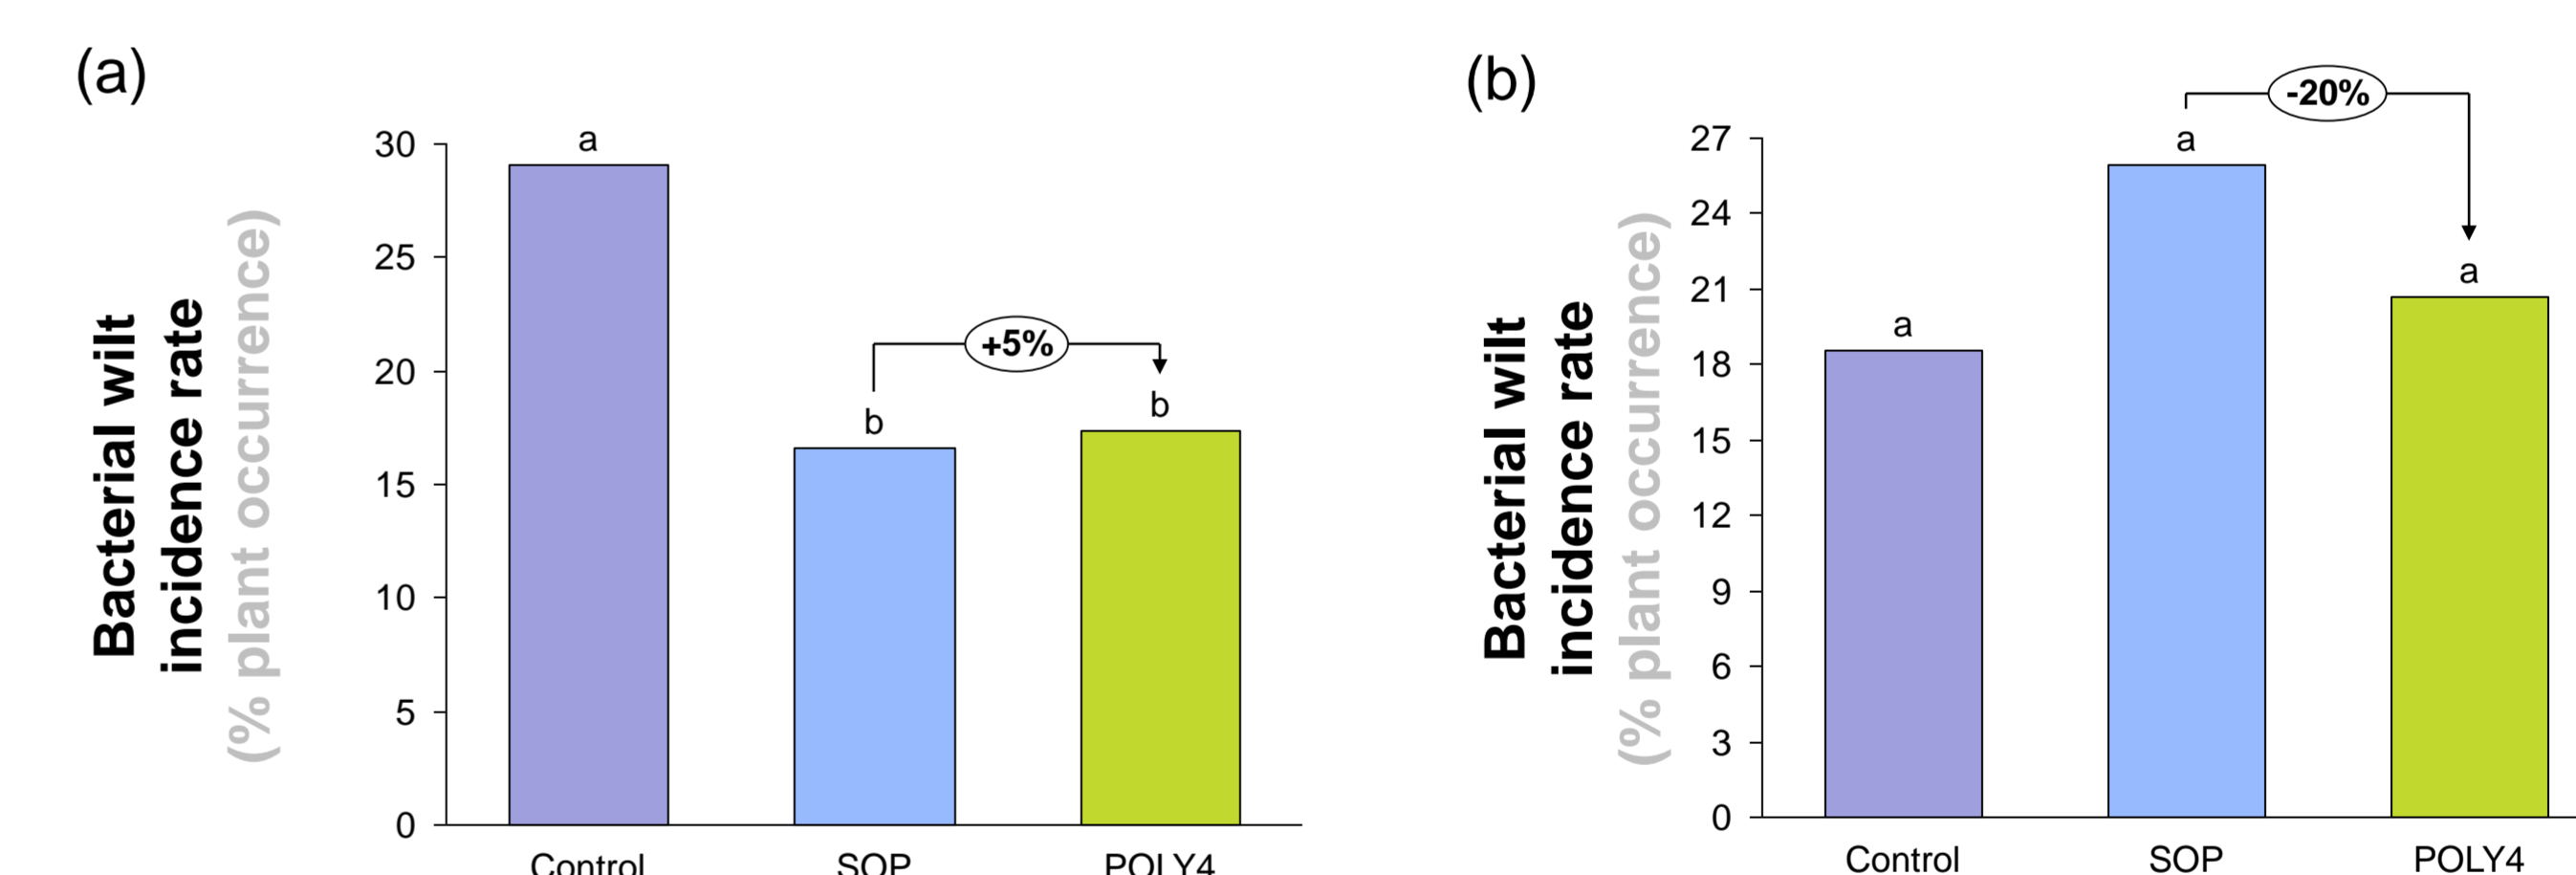 (a)
Bacterial wilt
incidence rate
(% plant occurrence)
30
25
20
15
10
5
0
a
b
b
+5%
Control
SOP
POLY4
(b)
Bacterial wilt
incidence rate
(% plant occurrence)
27
24
21
18
15
12
9
6
3
0
a
a
a
-20%
Control
SOP
POLY4